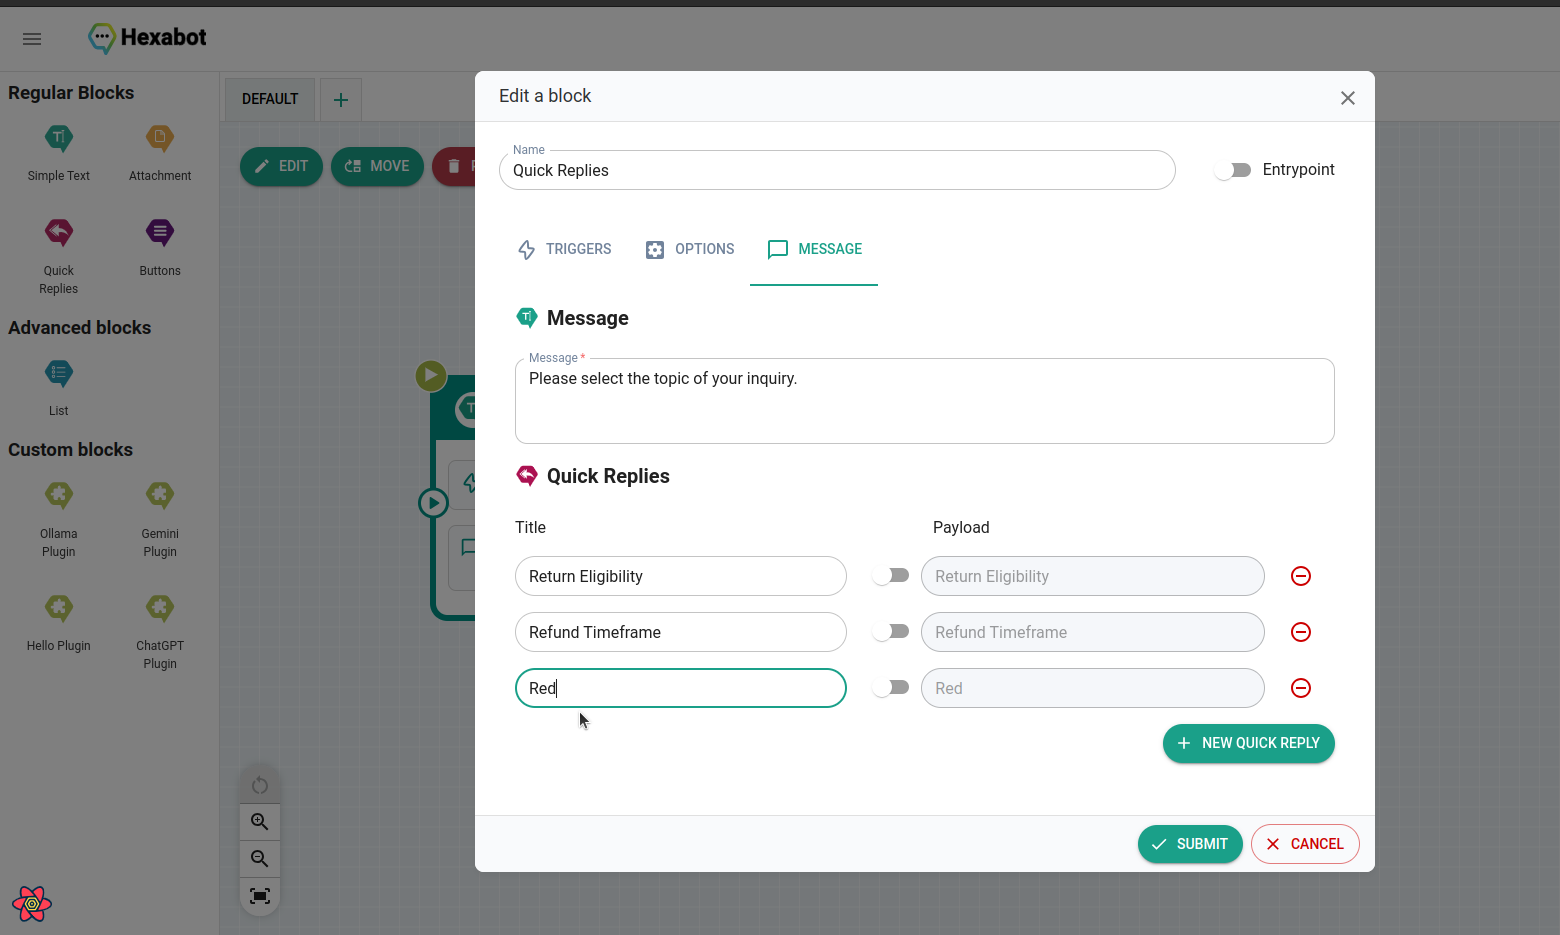 Hexabot
Regular Blocks
Simple Text
Attachment
Quick
Replies
Buttons
Advanced blocks
List
Custom blocks
Ollama
Plugin
Gemini
Plugin
Hello Plugin
ChatGPT
Plugin
DEFAULT
EDIT
MOVE
Edit a block
Name
Quick Replies
Entrypoint
TRIGGERS
OPTIONS
MESSAGE
Message
Message *
Please select the topic of your inquiry.
Quick Replies
Title Payload
Return Eligibility Return Eligibility
Refund Timeframe Refund Timeframe
Red Red
NEW QUICK REPLY
SUBMIT
CANCEL